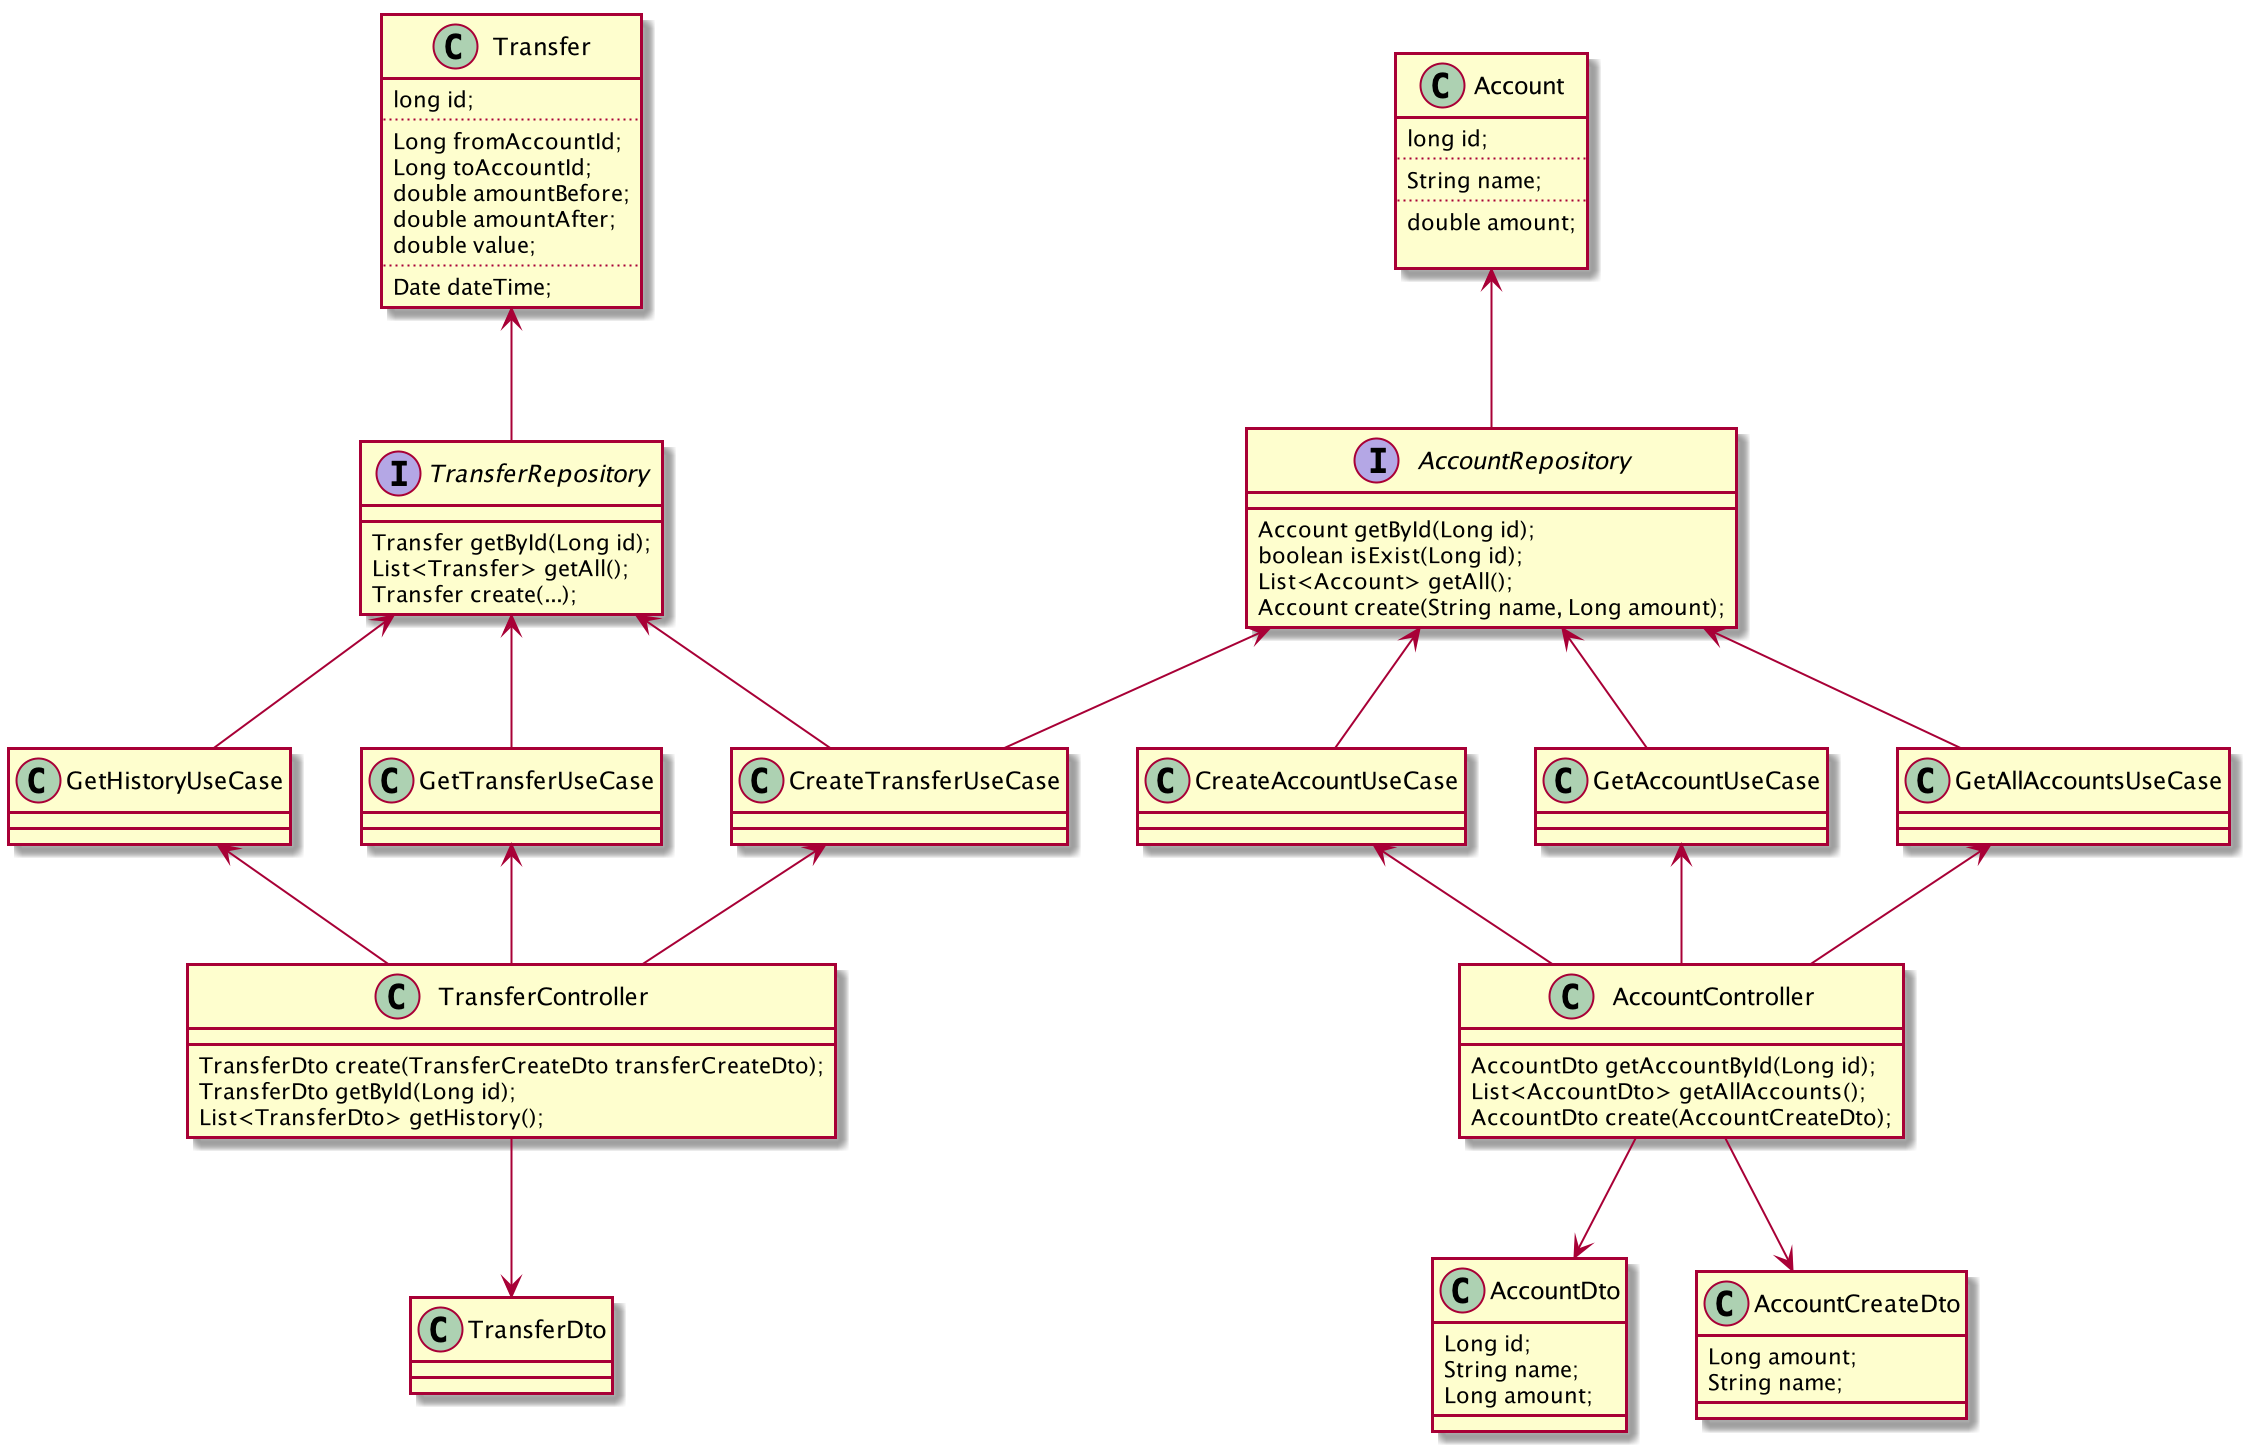 C Transfer
long id;
Long fromAccountId;
Long toAccountId;
double amountBefore;
double amountAfter;
double value;
Date dateTime;
C Account
long id;
String name;
double amount;
I TransferRepository
Transfer getById(Long id);
List<Transfer> getAll();
Transfer create(...);
I AccountRepository
Account getById(Long id);
boolean isExist(Long id);
List<Account> getAll();
Account create(String name, Long amount);
C GetHistoryUseCase
C GetTransferUseCase
C CreateTransferUseCase
C CreateAccountUseCase
C GetAccountUseCase
C GetAllAccountsUseCase
C TransferController
TransferDto create(TransferCreateDto transferCreateDto);
TransferDto getById(Long id);
List<TransferDto> getHistory();
C AccountController
AccountDto getAccountById(Long id);
List<AccountDto> getAllAccounts();
AccountDto create(AccountCreateDto);
C TransferDto
C AccountDto
Long id;
String name;
Long amount;
C AccountCreateDto
Long amount;
String name;